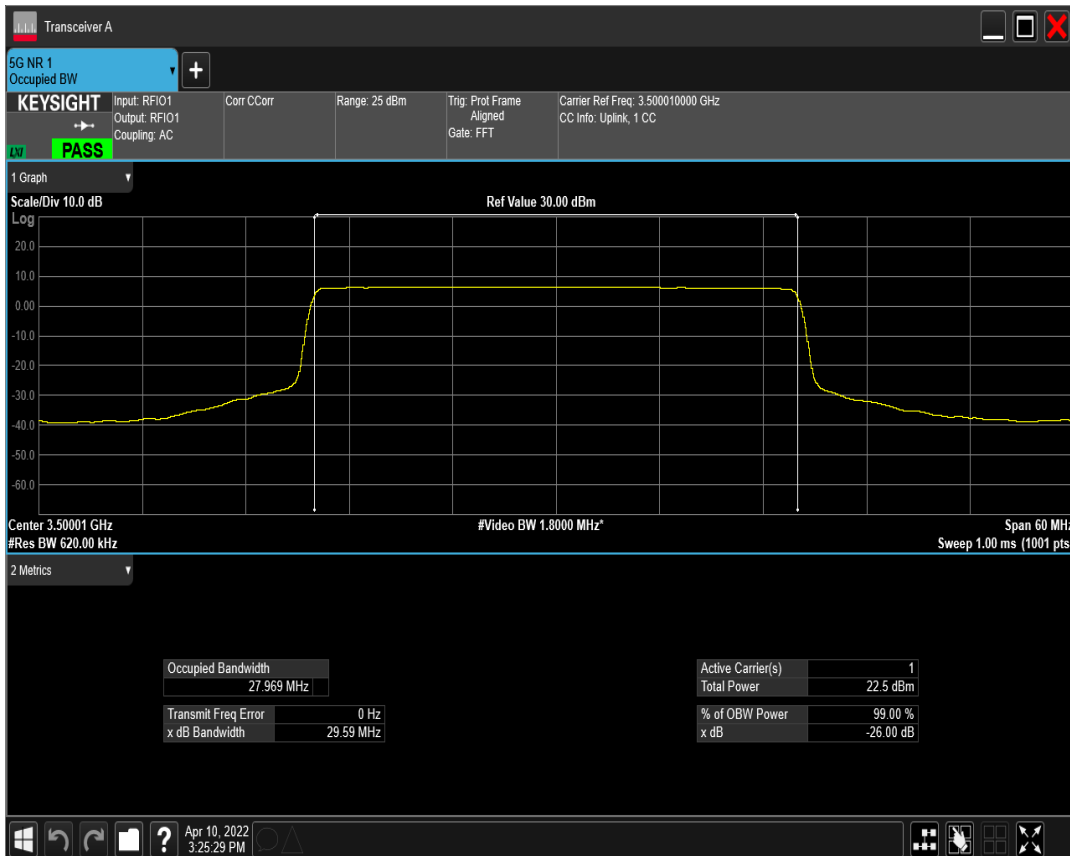 Transceiver A
5G NR 1
Occupied BW
+
KEYSIGHT
LXI
PASS
Input: RFIO1
Output: RFIO1
Coupling: AC
Corr CCorr
Range: 25 dBm
Trig: Prot Frame
Aligned
Gate: FFT
Carrier Ref Freq: 3.500010000 GHz
CC Info: Uplink, 1 CC
1 Graph
Scale/Div 10.0 dB
Ref Value 30.00 dBm
Log
20.0
10.0
0.00
-10.0
-20.0
-30.0
-40.0
-50.0
-60.0
Center 3.50001 GHz
#Video BW 1.8000 MHz*
Span 60 MHz
#Res BW 620.00 kHz
Sweep 1.00 ms (1001 pts
2 Metrics
Occupied Bandwidth
27.969 MHz
Transmit Freq Error 0 Hz
x dB Bandwidth 29.59 MHz
Active Carrier(s) 1
Total Power 22.5 dBm
% of OBW Power 99.00 %
x dB -26.00 dB
?
Apr 10, 2022
3:25:29 PM